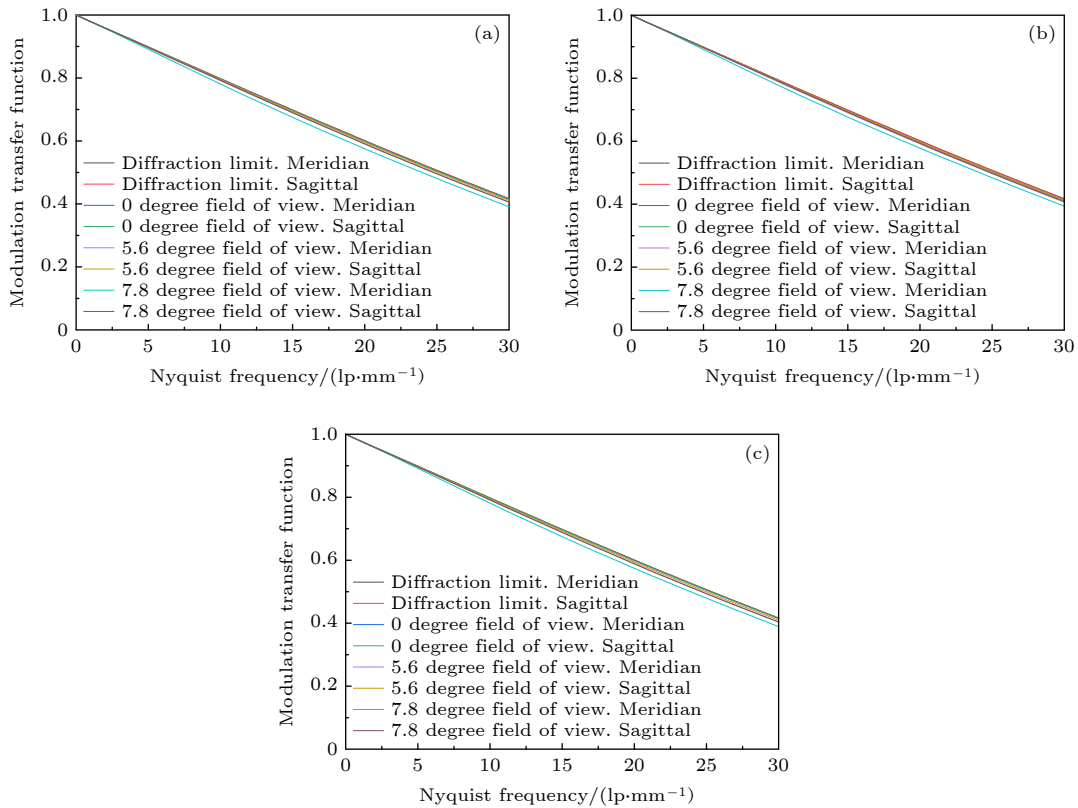 (a)
1.0
0.8
0.6
0.4
0.2
0
Modulation transfer function
Diffraction limit. Meridian
Diffraction limit. Sagittal
0 degree field of view. Meridian
0 degree field of view. Sagittal
5.6 degree field of view. Meridian
5.6 degree field of view. Sagittal
7.8 degree field of view. Meridian
7.8 degree field of view. Sagittal
0 5 10 15 20 25 30
Nyquist frequency/(lp·mm⁻¹)
(b)
1.0
0.8
0.6
0.4
0.2
0
Modulation transfer function
Diffraction limit. Meridian
Diffraction limit. Sagittal
0 degree field of view. Meridian
0 degree field of view. Sagittal
5.6 degree field of view. Meridian
5.6 degree field of view. Sagittal
7.8 degree field of view. Meridian
7.8 degree field of view. Sagittal
0 5 10 15 20 25 30
Nyquist frequency/(lp·mm⁻¹)
(c)
1.0
0.8
0.6
0.4
0.2
0
Modulation transfer function
Diffraction limit. Meridian
Diffraction limit. Sagittal
0 degree field of view. Meridian
0 degree field of view. Sagittal
5.6 degree field of view. Meridian
5.6 degree field of view. Sagittal
7.8 degree field of view. Meridian
7.8 degree field of view. Sagittal
0 5 10 15 20 25 30
Nyquist frequency/(lp·mm⁻¹)